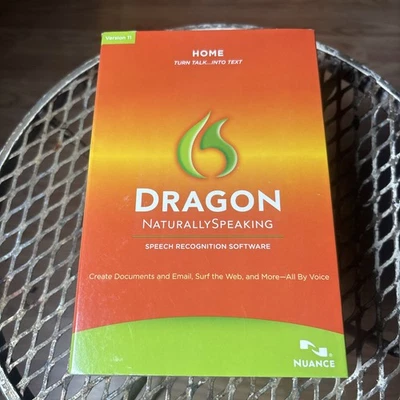 Version 11
HOME
TURN TALK...INTO TEXT
DRAGON
NATURALLYSPEAKING
SPEECH RECOGNITION SOFTWARE
Create Documents and Email, Surf the Web, and More—All By Voice
NUANCE